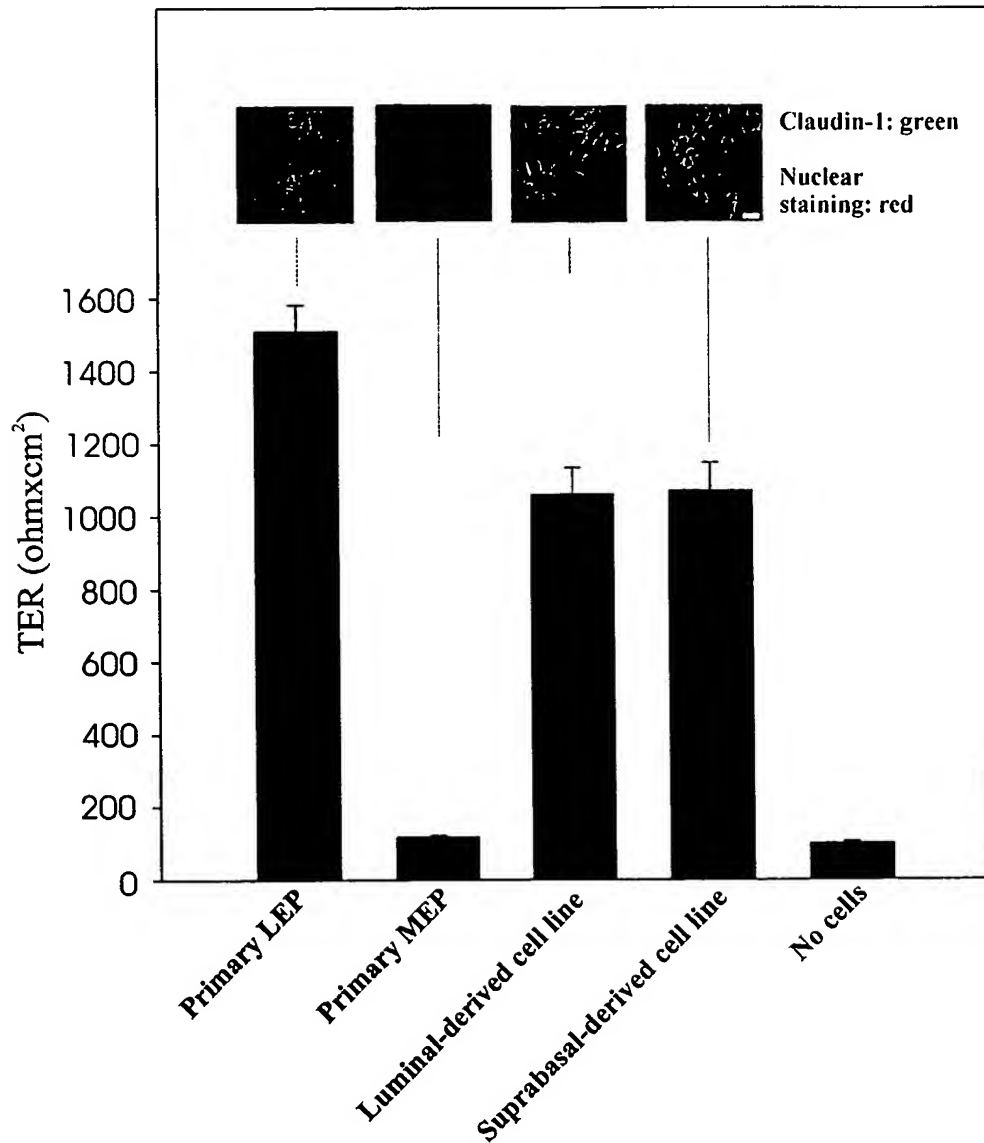 Claudin-1: green
Nuclear
staining: red
TER (ohmxcm²)
1600
1400
1200
1000
800
600
400
200
0
Primary LEP
Primary MEP
Luminal-derived cell line
Suprabasal-derived cell line
No cells